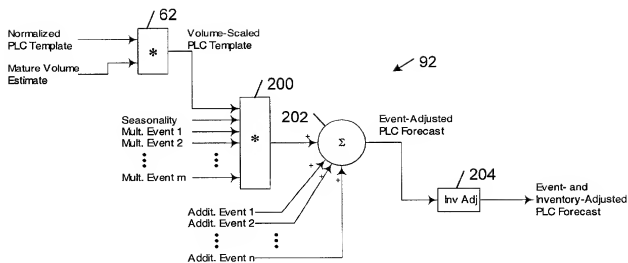 62
Normalized
PLC Template
Volume-Scaled
PLC Template
*
Mature Volume
Estimate
92
200
Seasonality
Mult. Event 1
Mult. Event 2
Mult. Event m
*
202
+
Σ
+
+
+
Event-Adjusted
PLC Forecast
204
Inv Adj
Event- and
Inventory-Adjusted
PLC Forecast
Addit. Event 1
Addit. Event 2
Addit. Event n